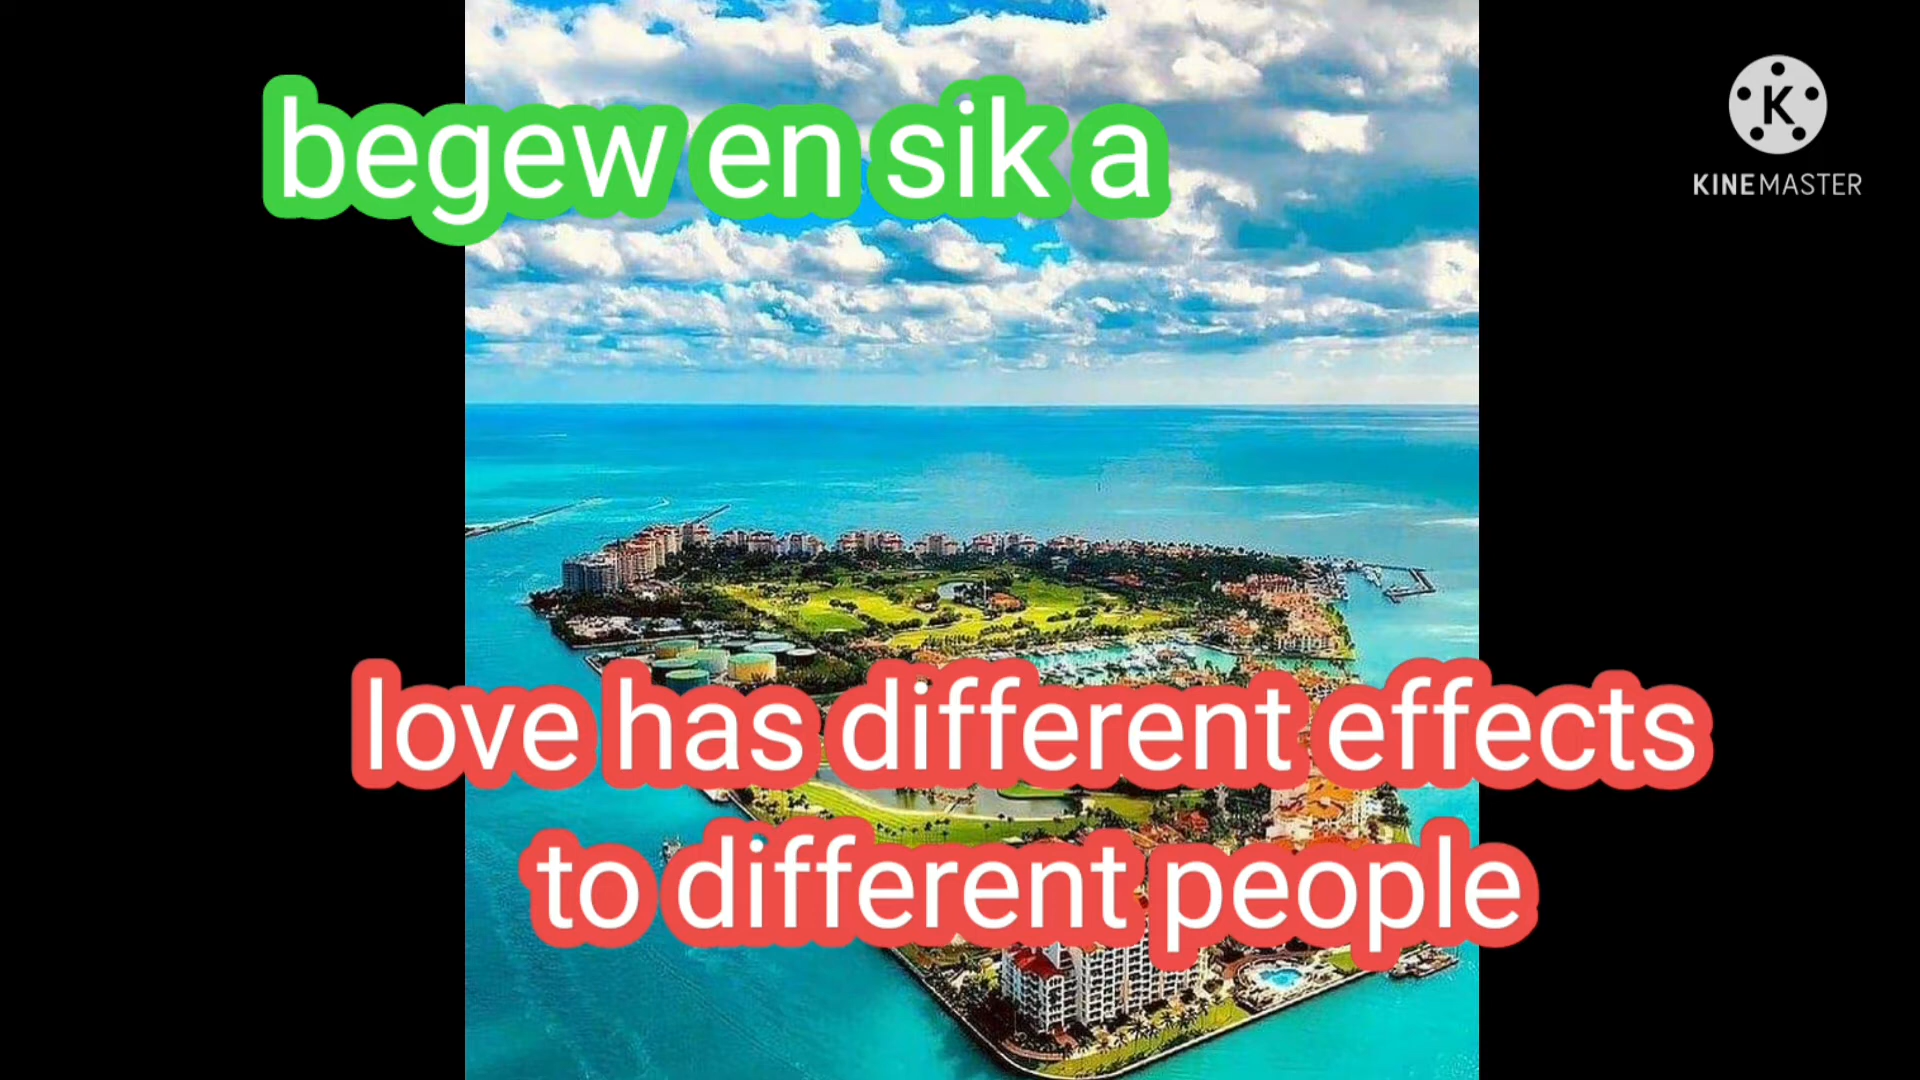 begew en sik a
KINEMASTER
love has different effects
to different people